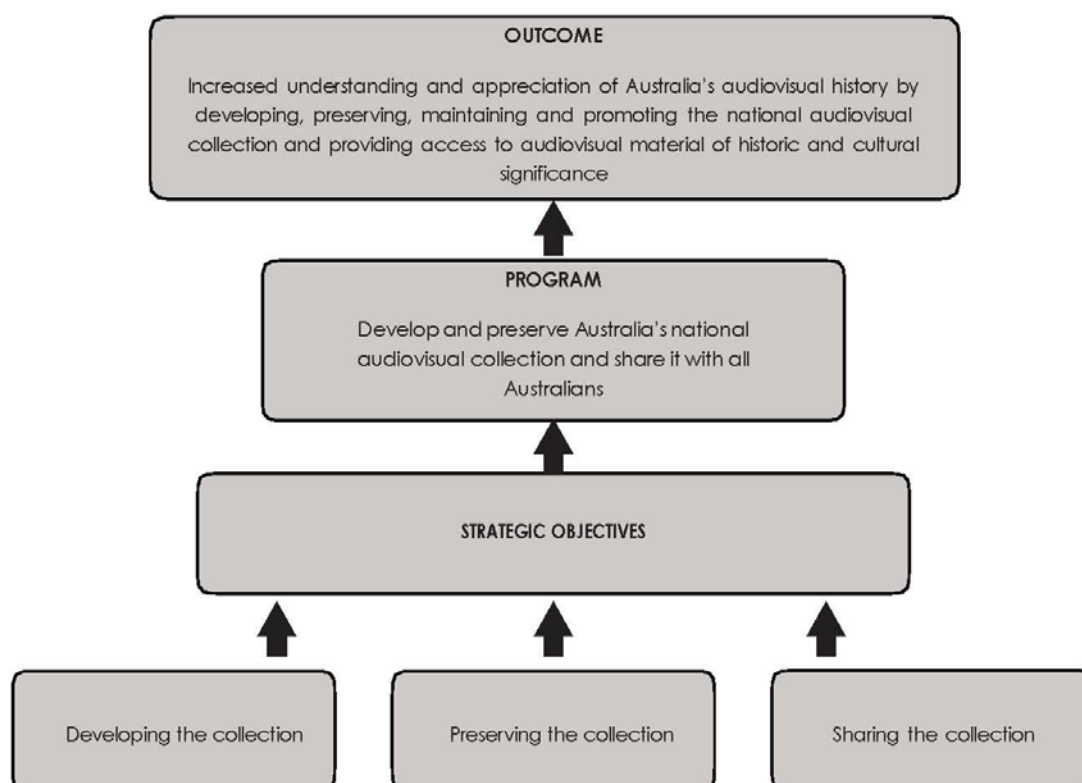 OUTCOME
Increased understanding and appreciation of Australia's audiovisual history by
developing, preserving, maintaining and promoting the national audiovisual
collection and providing access to audiovisual material of historic and cultural
significance
PROGRAM
Develop and preserve Australia's national
audiovisual collection and share it with all
Australians
STRATEGIC OBJECTIVES
Developing the collection
Preserving the collection
Sharing the collection